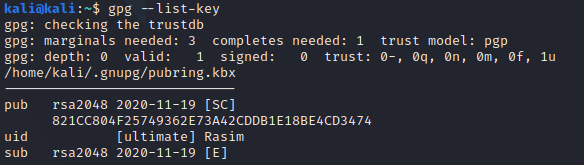 kali@kali:~$ gpg --list-key
gpg: checking the trustdb
gpg: marginals needed: 3  completes needed: 1  trust model: pgp
gpg: depth: 0  valid:   1  signed:   0  trust: 0-, 0q, 0n, 0m, 0f, 1u
/home/kali/.gnupg/pubring.kbx
-----------------------------
pub   rsa2048 2020-11-19 [SC]
      821CC804F25749362E73A42CDDB1E18BE4CD3474
uid           [ultimate] Rasim
sub   rsa2048 2020-11-19 [E]